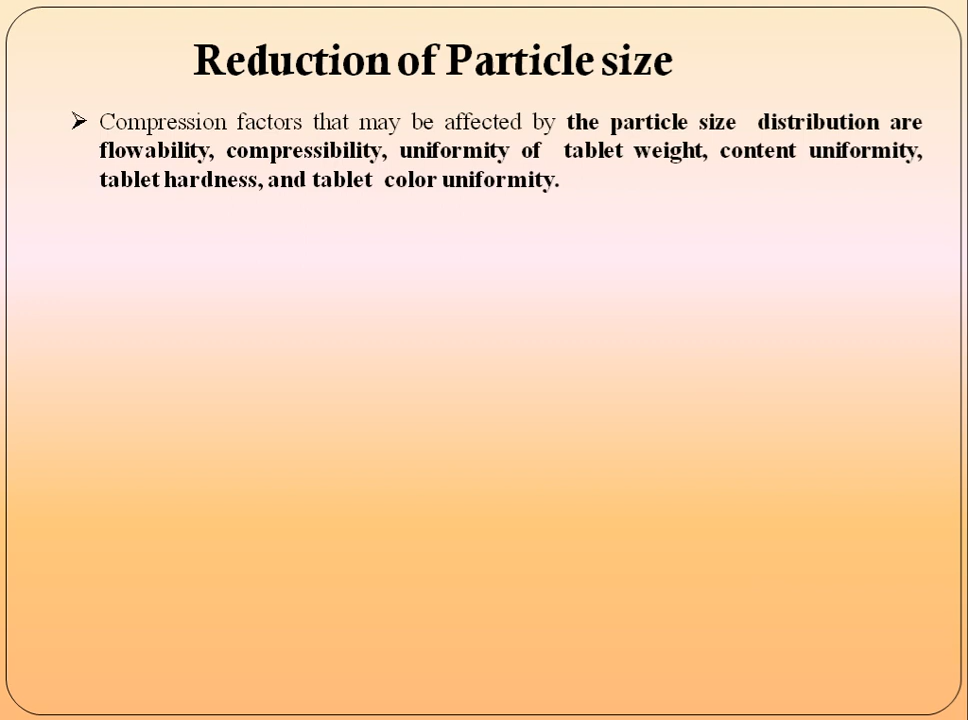 Reduction of Particle size
➢ Compression factors that may be affected by the particle size distribution are
flowability, compressibility, uniformity of tablet weight, content uniformity,
tablet hardness, and tablet color uniformity.